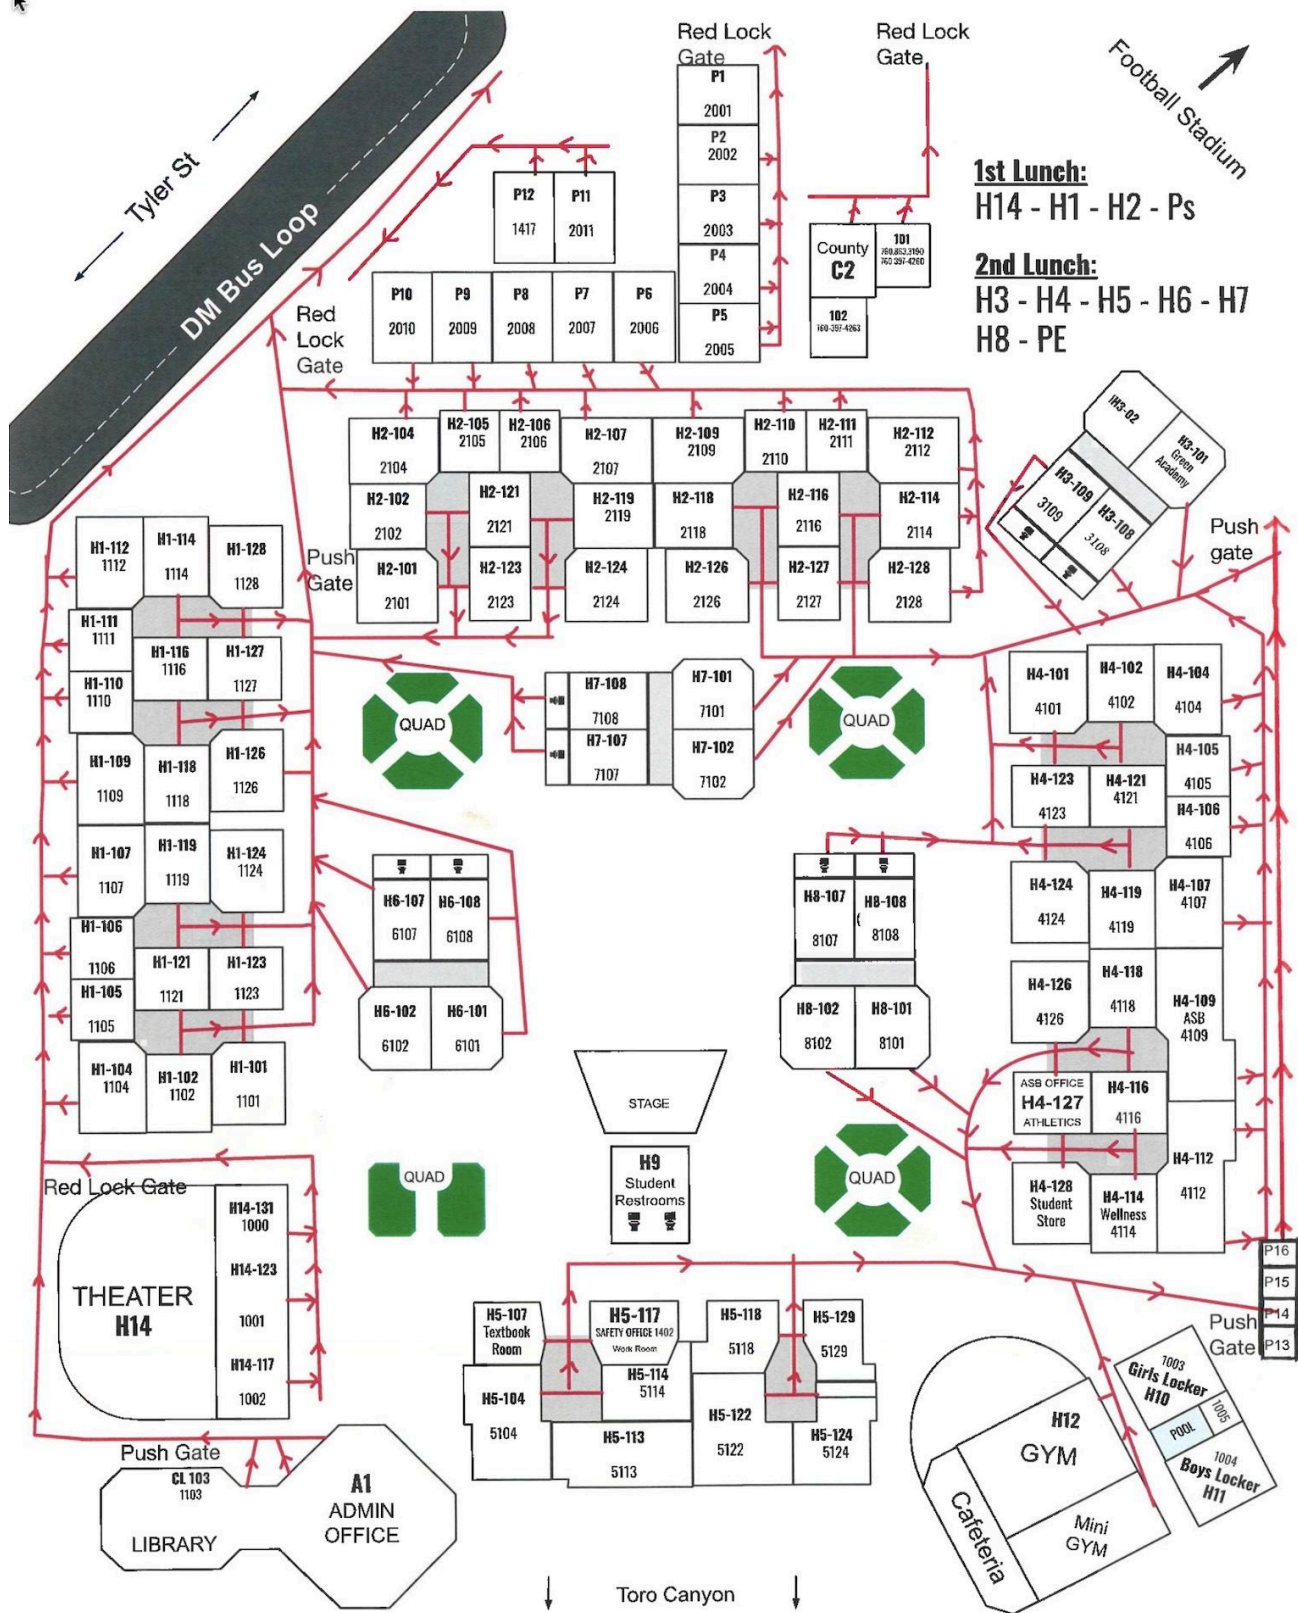 Red Lock
Gate
Red Lock
Gate
Football Stadium
Tyler St
DM Bus Loop
1st Lunch:
H14 - H1 - H2 - Ps
2nd Lunch:
H3 - H4 - H5 - H6 - H7
H8 - PE
P1
2001
P2
2002
P3
2003
P4
2004
P5
2005
P12
1417
P11
2011
County
C2
101
760.863.3190
760-397-4260
102
760-397-4263
P10
2010
P9
2009
P8
2008
P7
2007
P6
2006
Red
Lock
Gate
H2-104
2104
H2-105
2105
H2-106
2106
H2-107
2107
H2-109
2109
H2-110
2110
H2-111
2111
H2-112
2112
H2-102
2102
H2-121
2121
H2-119
2119
H2-118
2118
H2-116
2116
H2-114
2114
Push
Gate
H2-101
2101
H2-123
2123
H2-124
2124
H2-126
2126
H2-127
2127
H2-128
2128
IH3-02
H3-101
Green
Academy
H3-109
3109
H3-108
3108
Push
gate
H1-112
1112
H1-114
1114
H1-128
1128
H1-111
1111
H1-116
1116
H1-127
1127
H1-110
1110
H1-109
1109
H1-118
1118
H1-126
1126
H1-107
1107
H1-119
1119
H1-124
1124
H1-106
1106
H1-121
1121
H1-123
1123
H1-105
1105
H1-104
1104
H1-102
1102
H1-101
1101
QUAD
H7-108
7108
H7-107
7107
H7-101
7101
H7-102
7102
QUAD
H4-101
4101
H4-102
4102
H4-104
4104
H4-105
4105
H4-123
4123
H4-121
4121
H4-106
4106
H4-124
4124
H4-119
4119
H4-107
4107
H4-126
4126
H4-118
4118
H4-109
ASB
4109
ASB OFFICE
H4-127
ATHLETICS
H4-116
4116
H4-112
4112
H4-128
Student
Store
H4-114
Wellness
4114
H6-107
6107
H6-108
6108
H6-102
6102
H6-101
6101
H8-107
8107
H8-108
8108
H8-102
8102
H8-101
8101
STAGE
H9
Student
Restrooms
QUAD
QUAD
Red Lock Gate
H14-131
1000
H14-123
1001
H14-117
1002
THEATER
H14
H5-107
Textbook
Room
H5-117
SAFETY OFFICE 1402
Work Room
H5-118
5118
H5-129
5129
H5-104
5104
H5-114
5114
H5-113
5113
H5-122
5122
H5-124
5124
P16
P15
P14
P13
Push
Gate
1003
Girls Locker
H10
1005
POOL
1004
Boys Locker
H11
H12
GYM
Mini
GYM
Cafeteria
Push Gate
CL 103
1103
LIBRARY
A1
ADMIN
OFFICE
Toro Canyon